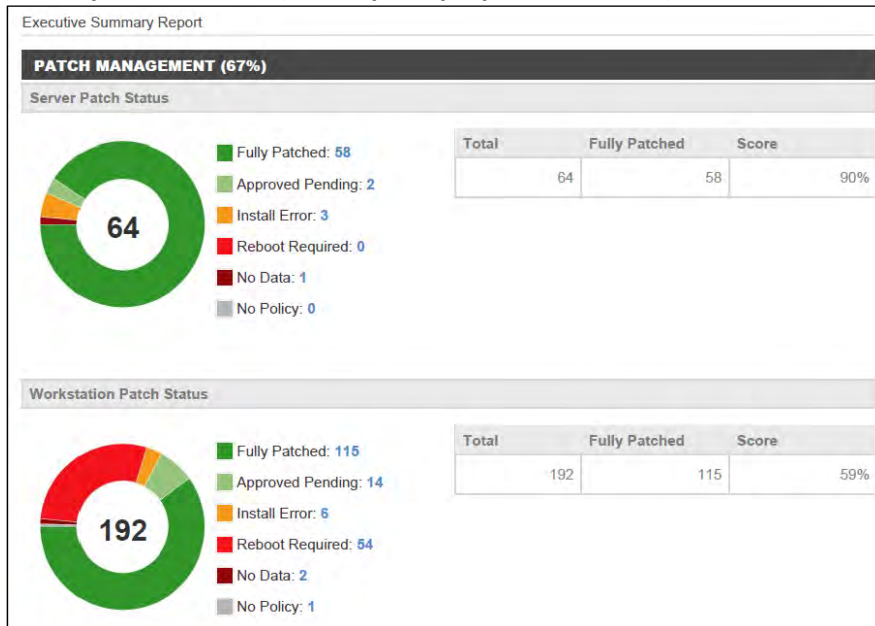 Executive Summary Report
PATCH MANAGEMENT (67%)
Server Patch Status
64
Fully Patched: 58
Approved Pending: 2
Install Error: 3
Reboot Required: 0
No Data: 1
No Policy: 0
Total Fully Patched Score
64 58 90%
Workstation Patch Status
192
Fully Patched: 115
Approved Pending: 14
Install Error: 6
Reboot Required: 54
No Data: 2
No Policy: 1
Total Fully Patched Score
192 115 59%